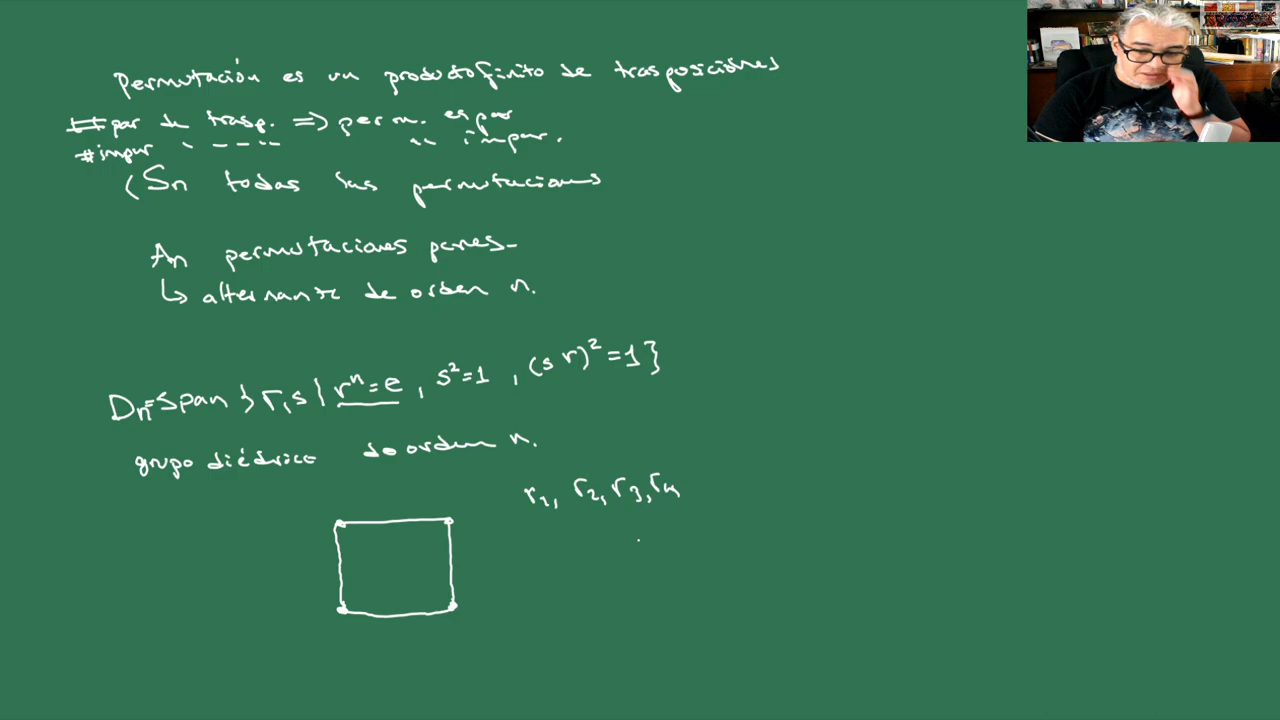 Permutación es un producto finito de trasposiciones
# par de trasp. => perm. es par
# impar " - - - - " impar.
(Sn todas las permutaciones
An permutaciones pares-
↳ alternante de orden n.
Dn=Span { r,s | rⁿ=e , s²=1 , (s r)²=1}
grupo diédrico de orden n.
r1, r2, r3, r4